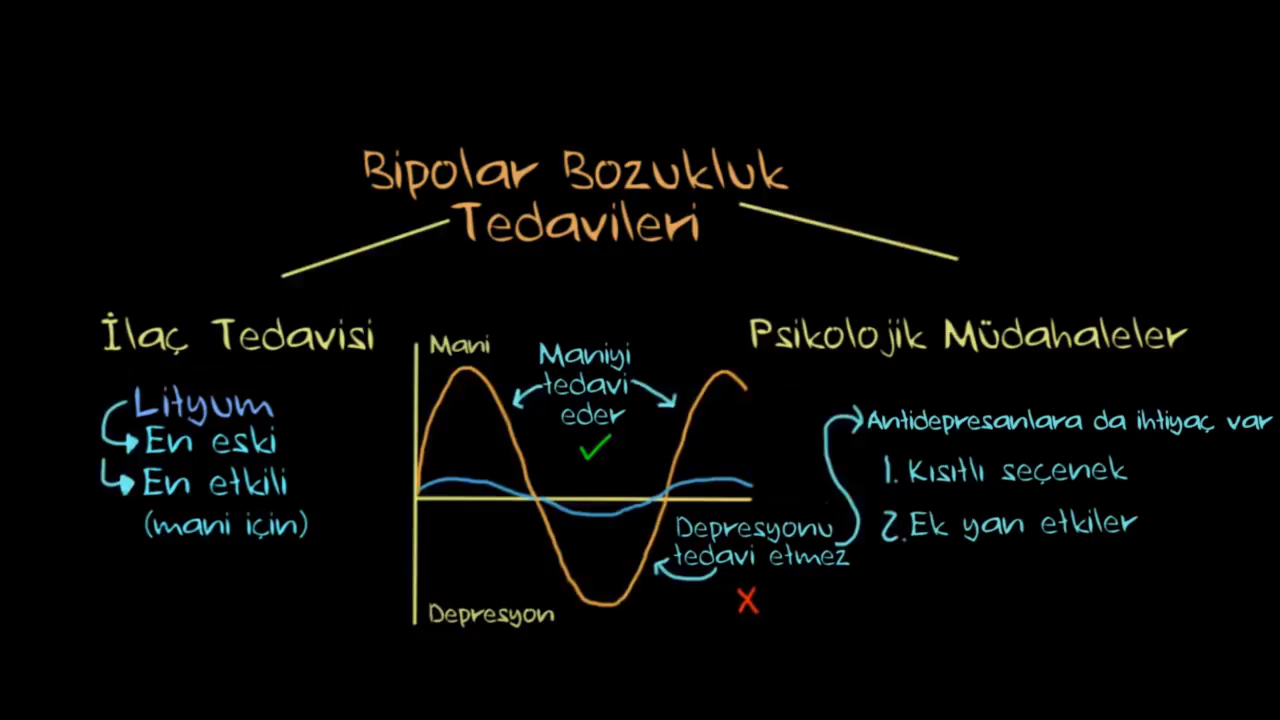 Bipolar Bozukluk
Tedavileri
İlaç Tedavisi
Lityum
En eski
En etkili
(mani için)
Mani
Maniyi
tedavi
eder
Depresyonu
tedavi etmez
X
Depresyon
Psikolojik Müdahaleler
Antidepresanlara da ihtiyaç var
1. Kısıtlı seçenek
2. Ek yan etkiler